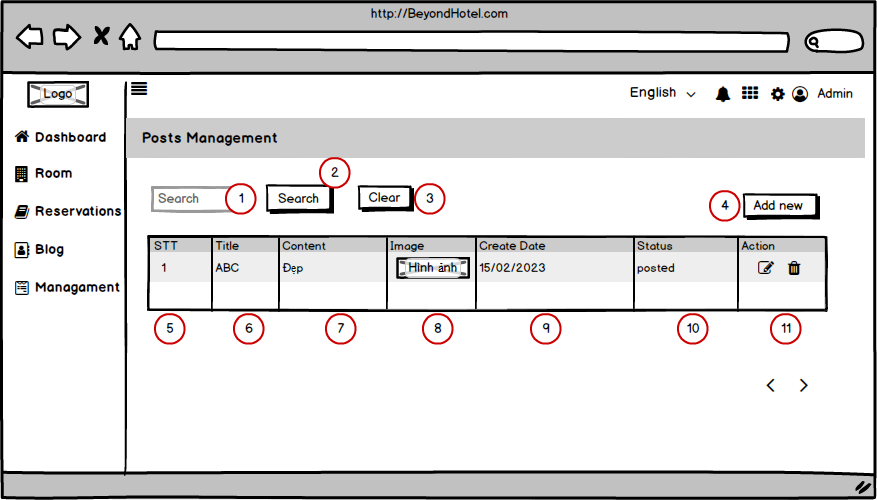 http://BeyondHotel.com
Logo
English
Admin
Dashboard
Room
Reservations
Blog
Managament
Posts Management
Search 1
Search 2
Clear 3
4 Add new
STT Title Content Image Create Date Status Action
1 ABC Đẹp Hình ảnh 15/02/2023 posted
5 6 7 8 9 10 11